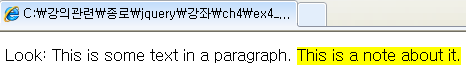 C:\강의관련\종로\jquery\강좌\ch4\ex4_...
Look: This is some text in a paragraph. This is a note about it.